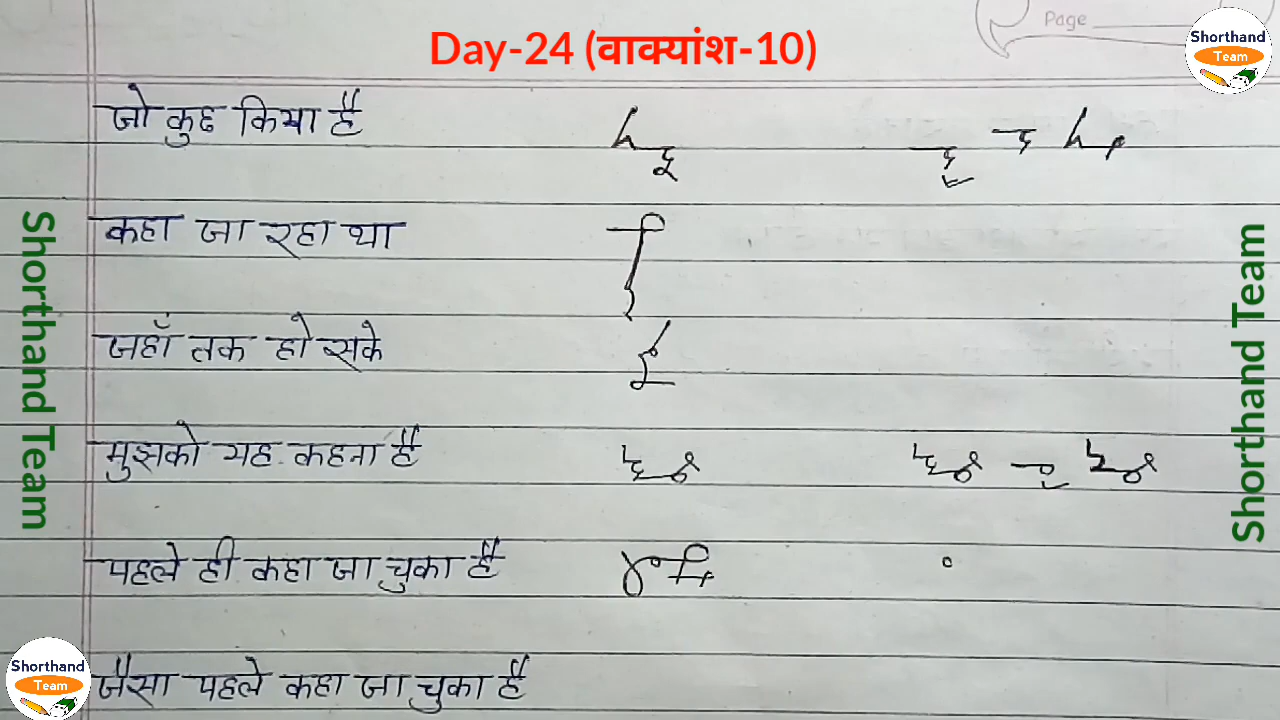 Day-24 (वाक्यांश-10)
Page
Shorthand
Team
जो कुछ किया है
कहा जा रहा था
जहाँ तक हो सके
मुझको यह कहना है
पहले ही कहा जा चुका है
जैसा पहले कहा जा चुका है
Shorthand Team
Shorthand Team
Shorthand
Team